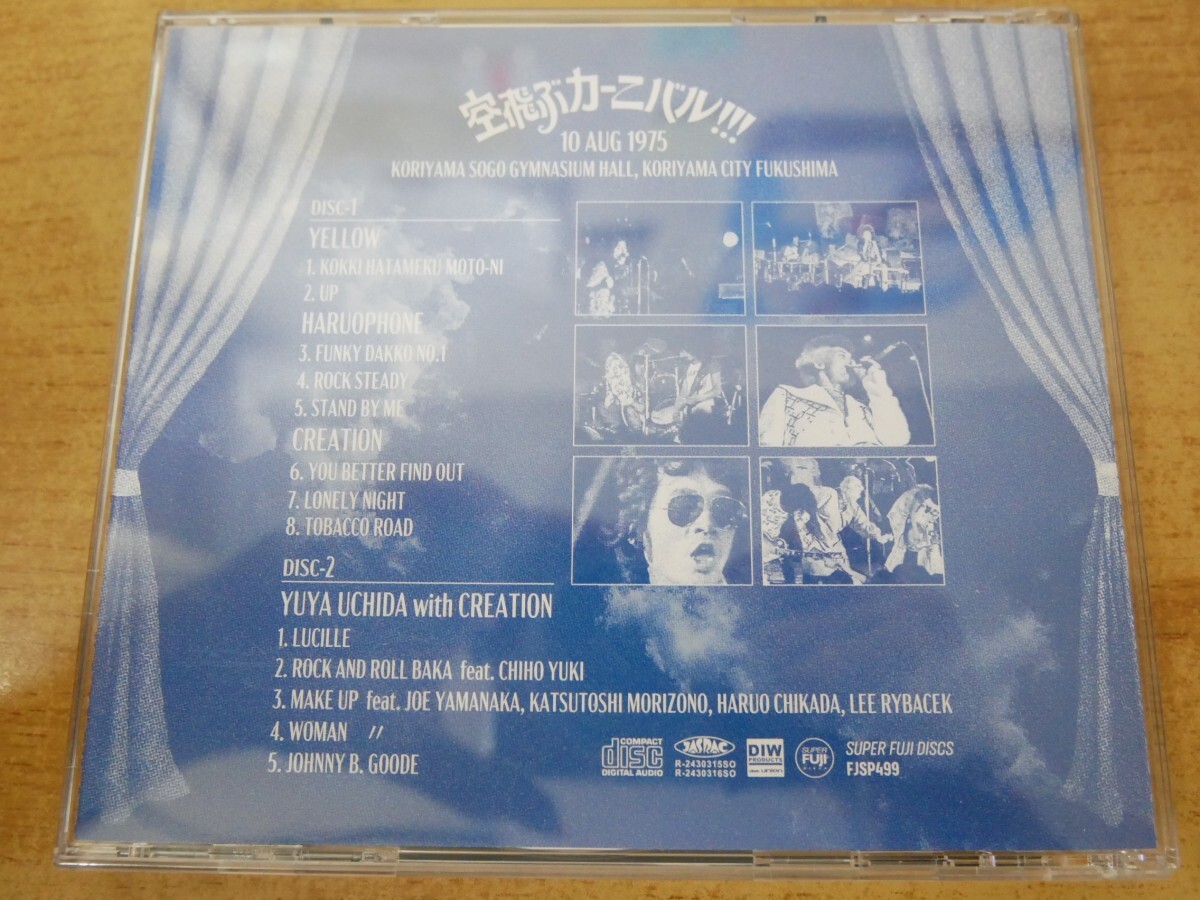 空飛ぶカーニバル!!!
10 AUG 1975
KORIYAMA SOGO GYMNASIUM HALL, KORIYAMA CITY FUKUSHIMA
DISC-1
YELLOW
1. KOKKI HATAMEKU MOTO-NI
2. UP
HARUOPHONE
3. FUNKY DAKKO NO.1
4. ROCK STEADY
5. STAND BY ME
CREATION
6. YOU BETTER FIND OUT
7. LONELY NIGHT
8. TOBACCO ROAD
DISC-2
YUYA UCHIDA with CREATION
1. LUCILLE
2. ROCK AND ROLL BAKA feat. CHIHO YUKI
3. MAKE UP feat. JOE YAMANAKA, KATSUTOSHI MORIZONO, HARUO CHIKADA, LEE RYBACEK
4. WOMAN 〃
5. JOHNNY B. GOODE
COMPACT
disc
DIGITAL AUDIO
JASRAC
R-2430315SO
R-2430316SO
DIW
PRODUCTS
disk union
SUPER
FUJI
DISCS
SUPER FUJI DISCS
FJSP499